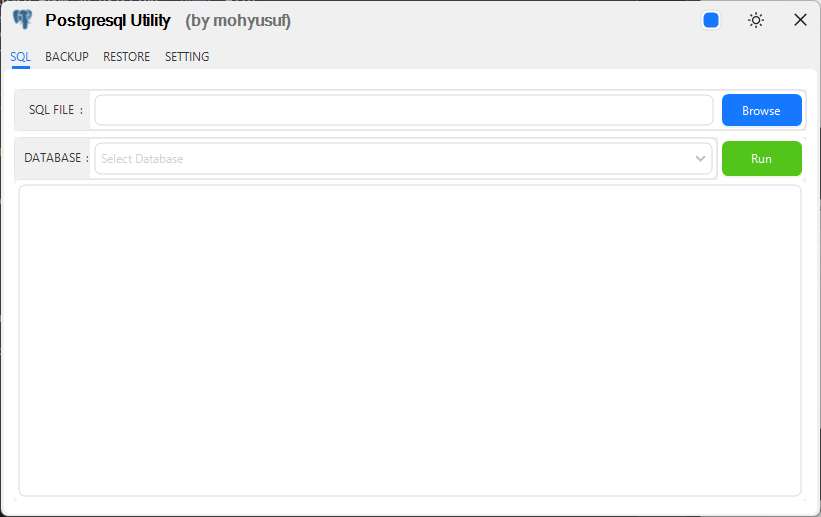 Postgresql Utility (by mohyusuf)
SQL BACKUP RESTORE SETTING
SQL FILE : Browse
DATABASE : Select Database Run